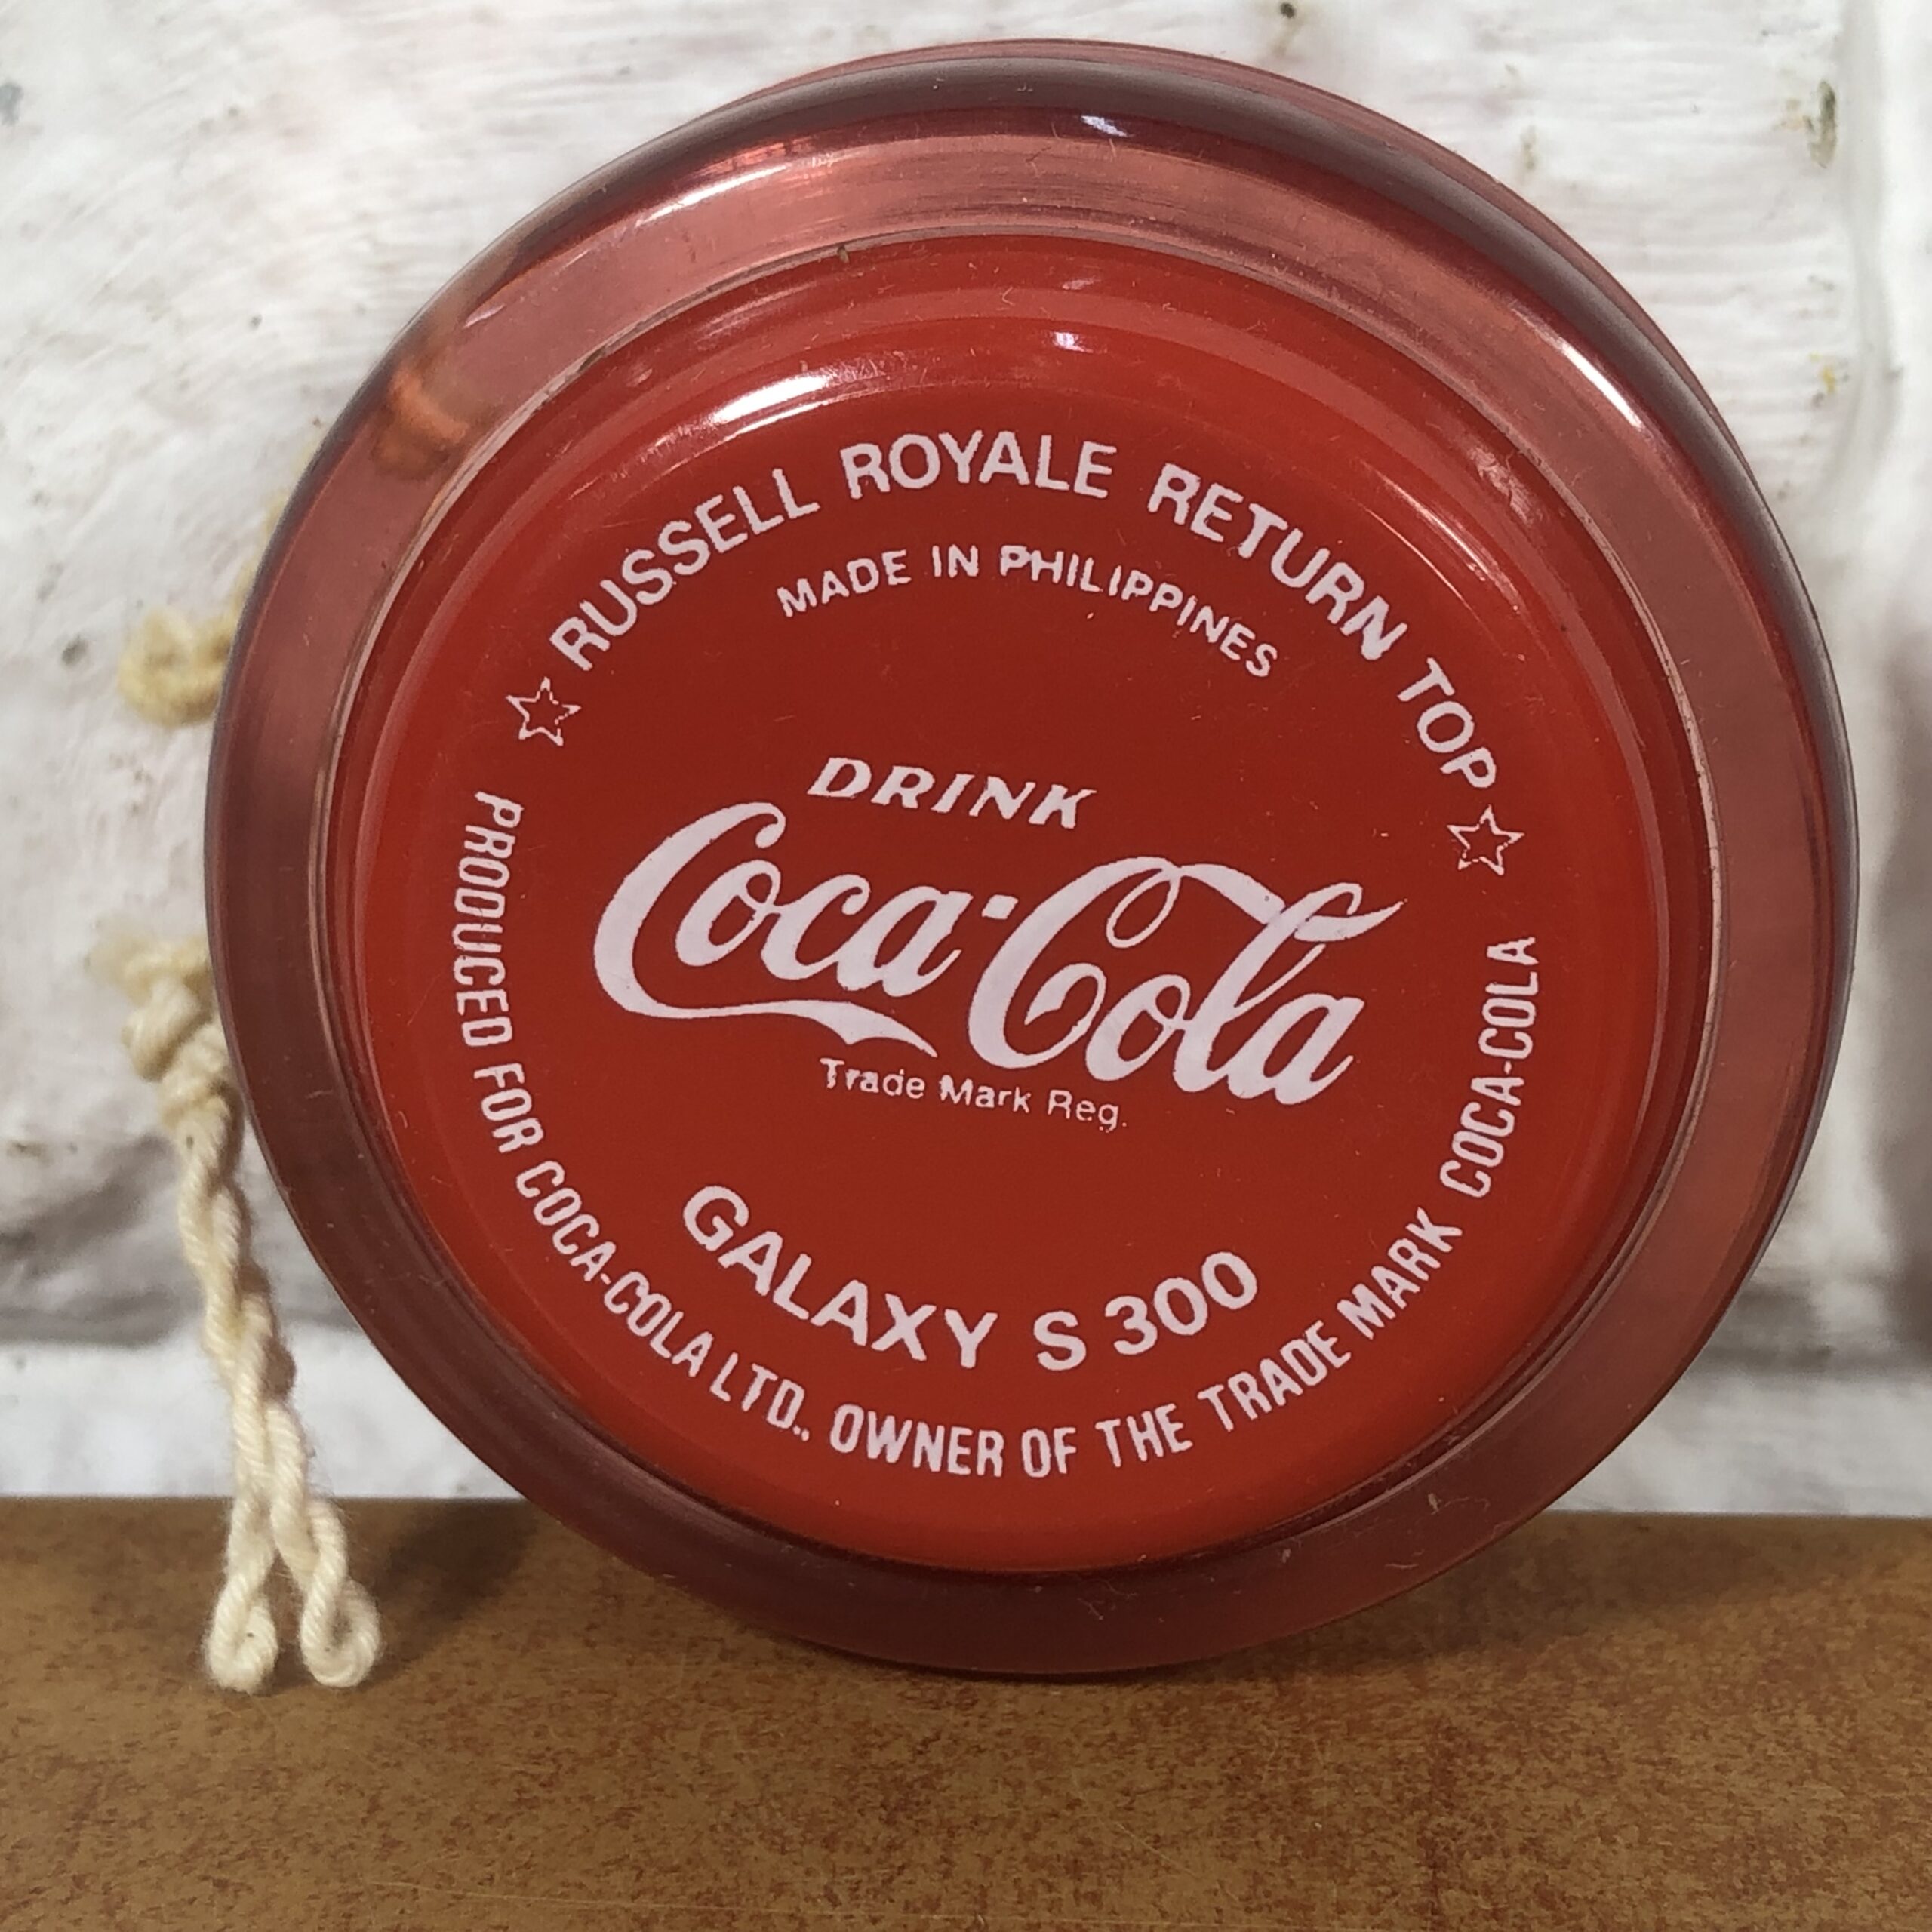 RUSSELL ROYALE RETURN TOP
MADE IN PHILIPPINES
DRINK
Coca-Cola
Trade Mark Reg.
GALAXY S 300
PRODUCED FOR COCA-COLA LTD., OWNER OF THE TRADE MARK COCA-COLA